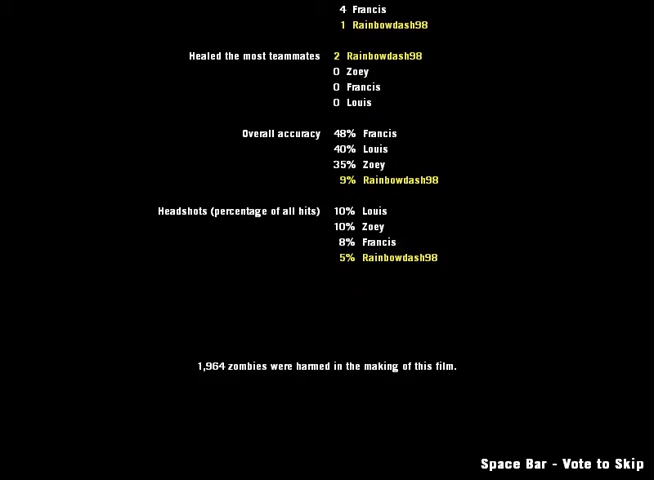 4 Francis
1 Rainbowdash98
Healed the most teammates 2 Rainbowdash98
0 Zoey
0 Francis
0 Louis
Overall accuracy 48% Francis
40% Louis
35% Zoey
9% Rainbowdash98
Headshots (percentage of all hits) 10% Louis
10% Zoey
8% Francis
5% Rainbowdash98
1,964 zombies were harmed in the making of this film.
Space Bar - Vote to Skip